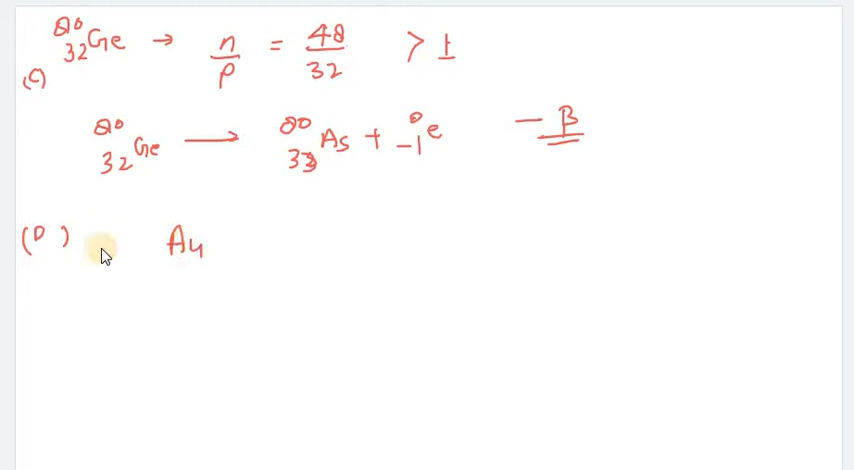 ⁸⁰₃₂Ge → n/p = 48/32 > 1
(C)
⁸⁰₃₂Ge ⟶ ⁸⁰₃₃As + ⁰₋₁e – β
(D) Au